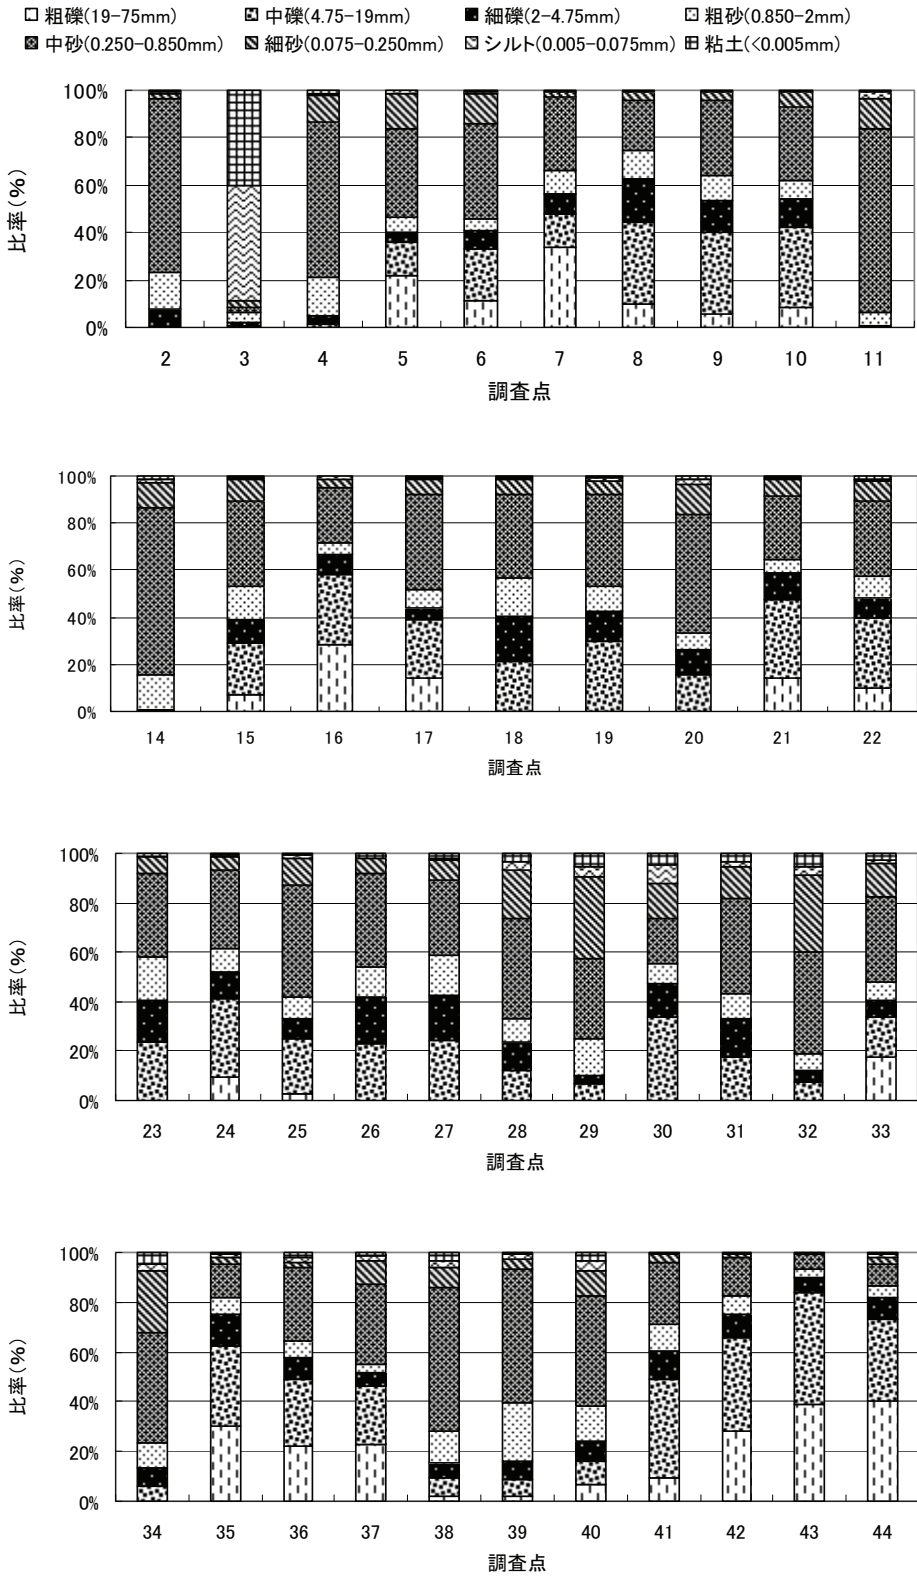 粗礫(19-75mm) 中礫(4.75-19mm) 細礫(2-4.75mm) 粗砂(0.850-2mm)
中砂(0.250-0.850mm) 細砂(0.075-0.250mm) シルト(0.005-0.075mm) 粘土(<0.005mm)
100%
80%
60%
40%
20%
0%
比率(%)
2 3 4 5 6 7 8 9 10 11
調査点
100%
80%
60%
40%
20%
0%
比率(%)
14 15 16 17 18 19 20 21 22
調査点
100%
80%
60%
40%
20%
0%
比率(%)
23 24 25 26 27 28 29 30 31 32 33
調査点
100%
80%
60%
40%
20%
0%
比率(%)
34 35 36 37 38 39 40 41 42 43 44
調査点